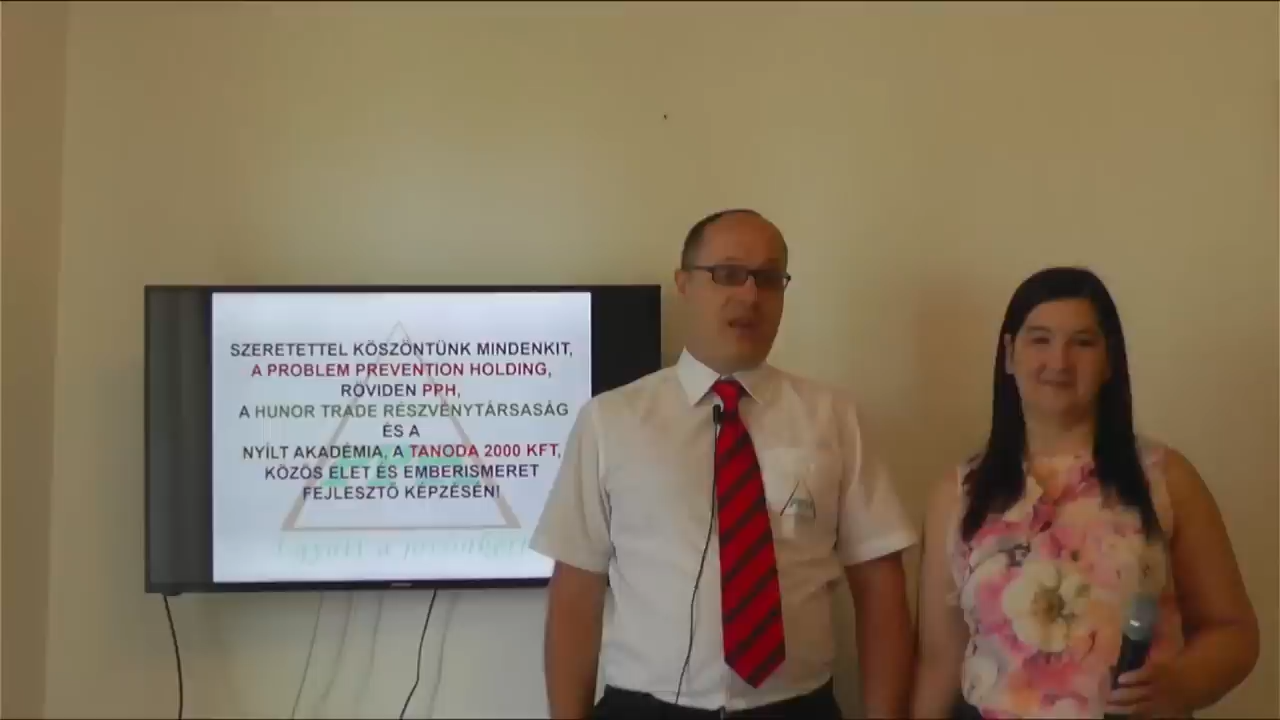 SZERETETTEL KÖSZÖNTÜNK MINDENKIT,
A PROBLEM PREVENTION HOLDING,
RÖVIDEN PPH,
A HUNOR TRADE RÉSZVÉNYTÁRSASÁG
ÉS A
NYÍLT AKADÉMIA, A TANODA 2000 KFT,
KÖZÖS ÉLET ÉS EMBERISMERET
FEJLESZTŐ KÉPZÉSÉN!